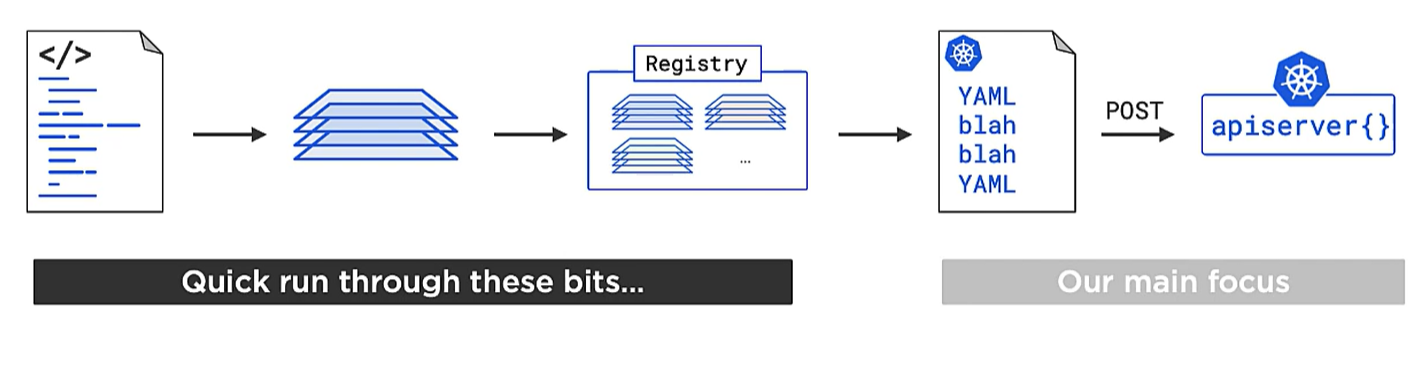 </>
Registry
...
YAML
blah
blah
YAML
POST
apiserver{}
Quick run through these bits...
Our main focus